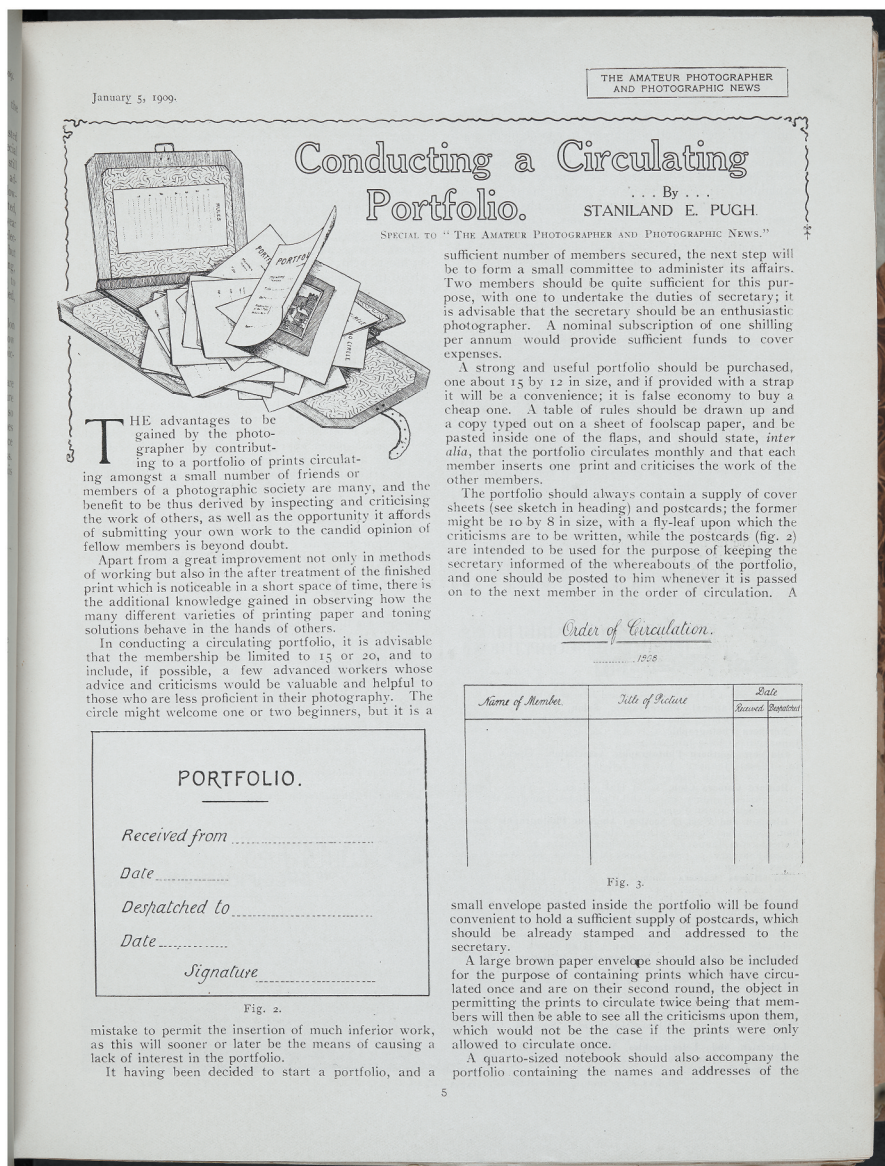 January 5, 1909.
THE AMATEUR PHOTOGRAPHER
AND PHOTOGRAPHIC NEWS
Conducting a Circulating
Portfolio.
. . . By . . .
STANILAND E. PUGH.
SPECIAL TO "THE AMATEUR PHOTOGRAPHER AND PHOTOGRAPHIC NEWS."
RULES
PORTFOLIO
CIRCLE
THE advantages to be
gained by the photo-
grapher by contribut-
ing to a portfolio of prints circulat-
ing amongst a small number of friends or
members of a photographic society are many, and the
benefit to be thus derived by inspecting and criticising
the work of others, as well as the opportunity it affords
of submitting your own work to the candid opinion of
fellow members is beyond doubt.
Apart from a great improvement not only in methods
of working but also in the after treatment of the finished
print which is noticeable in a short space of time, there is
the additional knowledge gained in observing how the
many different varieties of printing paper and toning
solutions behave in the hands of others.
In conducting a circulating portfolio, it is advisable
that the membership be limited to 15 or 20, and to
include, if possible, a few advanced workers whose
advice and criticisms would be valuable and helpful to
those who are less proficient in their photography. The
circle might welcome one or two beginners, but it is a
PORTFOLIO.
Received from
Date
Despatched to
Date
Signature
Fig. 2.
mistake to permit the insertion of much inferior work,
as this will sooner or later be the means of causing a
lack of interest in the portfolio.
It having been decided to start a portfolio, and a
sufficient number of members secured, the next step will
be to form a small committee to administer its affairs.
Two members should be quite sufficient for this pur-
pose, with one to undertake the duties of secretary; it
is advisable that the secretary should be an enthusiastic
photographer. A nominal subscription of one shilling
per annum would provide sufficient funds to cover
expenses.
A strong and useful portfolio should be purchased,
one about 15 by 12 in size, and if provided with a strap
it will be a convenience; it is false economy to buy a
cheap one. A table of rules should be drawn up and
a copy typed out on a sheet of foolscap paper, and be
pasted inside one of the flaps, and should state, inter
alia, that the portfolio circulates monthly and that each
member inserts one print and criticises the work of the
other members.
The portfolio should always contain a supply of cover
sheets (see sketch in heading) and postcards; the former
might be 10 by 8 in size, with a fly-leaf upon which the
criticisms are to be written, while the postcards (fig. 2)
are intended to be used for the purpose of keeping the
secretary informed of the whereabouts of the portfolio,
and one should be posted to him whenever it is passed
on to the next member in the order of circulation. A
Order of Circulation.
Name of Member.
Title of Picture
Date
Received
Despatched
Fig. 3.
small envelope pasted inside the portfolio will be found
convenient to hold a sufficient supply of postcards, which
should be already stamped and addressed to the
secretary.
A large brown paper envelope should also be included
for the purpose of containing prints which have circu-
lated once and are on their second round, the object in
permitting the prints to circulate twice being that mem-
bers will then be able to see all the criticisms upon them,
which would not be the case if the prints were only
allowed to circulate once.
A quarto-sized notebook should also accompany the
portfolio containing the names and addresses of the
5